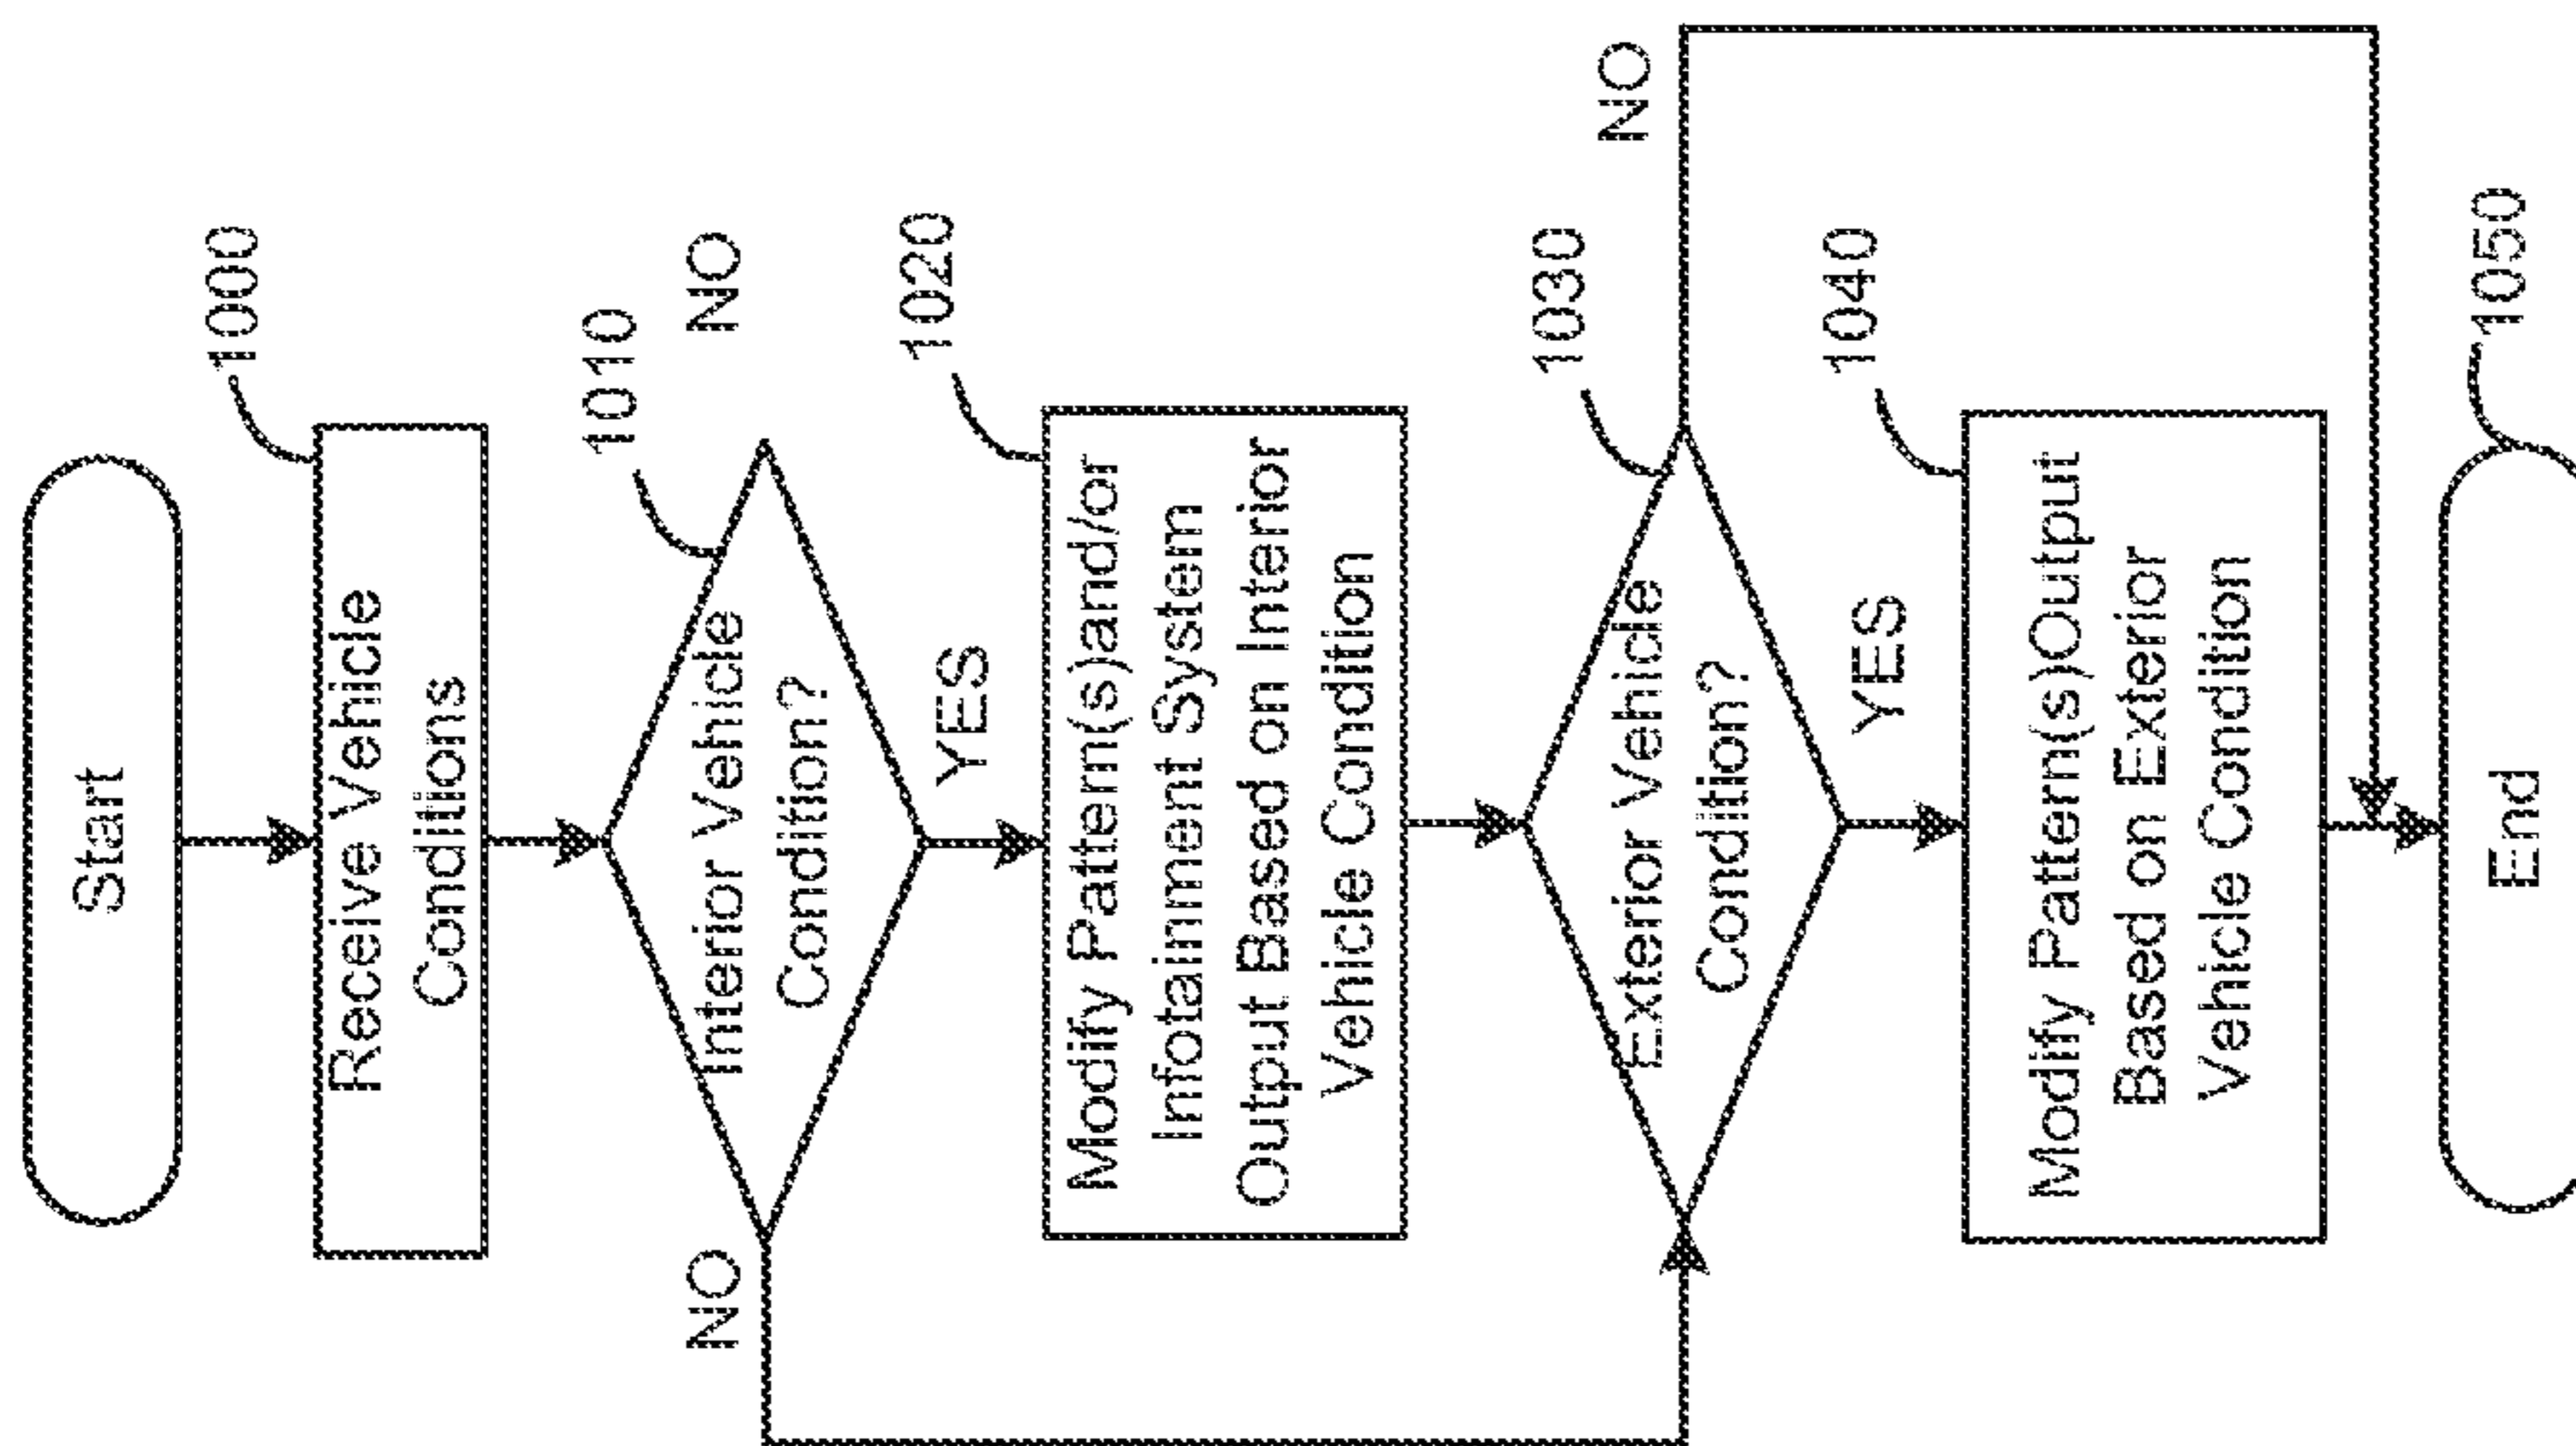 Start
1000
Receive Vehicle
Conditions
1010
Interior Vehicle
Condition?
NO
NO
YES
1020
Modify Pattern(s)and/or
Infotainment System
Output Based on Interior
Vehicle Condition
1030
Exterior Vehicle
Condition?
NO
YES
1040
Modify Pattern(s)Output
Based on Exterior
Vehicle Condition
1050
End